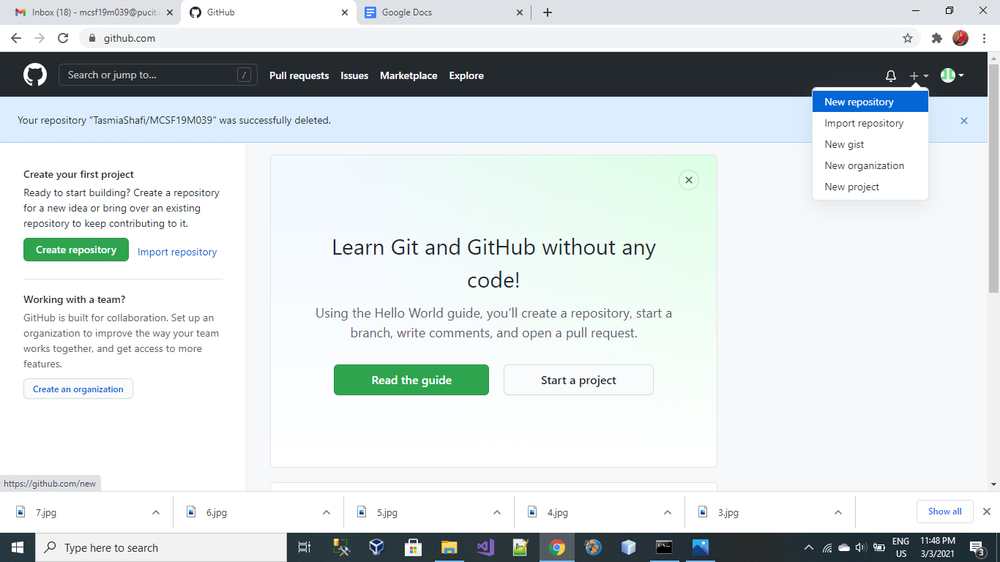 Inbox (18) - mcsf19m039@pucit.
GitHub
Google Docs
github.com
Search or jump to...
/
Pull requests
Issues
Marketplace
Explore
New repository
Import repository
New gist
New organization
New project
Your repository "TasmiaShafi/MCSF19M039" was successfully deleted.
Create your first project
Ready to start building? Create a repository
for a new idea or bring over an existing
repository to keep contributing to it.
Create repository
Import repository
Working with a team?
GitHub is built for collaboration. Set up an
organization to improve the way your team
works together, and get access to more
features.
Create an organization
Learn Git and GitHub without any
code!
Using the Hello World guide, you’ll create a repository, start a
branch, write comments, and open a pull request.
Read the guide
Start a project
https://github.com/new
7.jpg
6.jpg
5.jpg
4.jpg
3.jpg
Show all
Type here to search
ENG
US
11:48 PM
3/3/2021
3